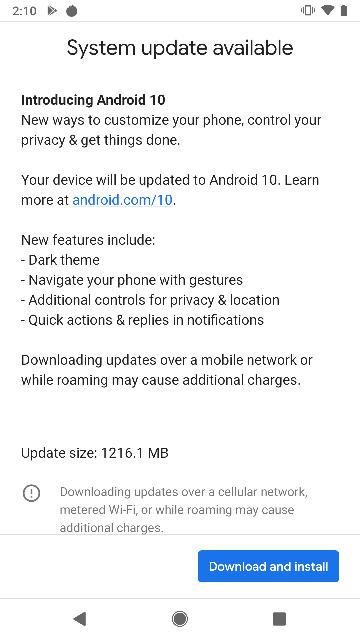 2:10
System update available
Introducing Android 10
New ways to customize your phone, control your
privacy & get things done.
Your device will be updated to Android 10. Learn
more at android.com/10.
New features include:
- Dark theme
- Navigate your phone with gestures
- Additional controls for privacy & location
- Quick actions & replies in notifications
Downloading updates over a mobile network or
while roaming may cause additional charges.
Update size: 1216.1 MB
Downloading updates over a cellular network,
metered Wi-Fi, or while roaming may cause
additional charges.
Download and install